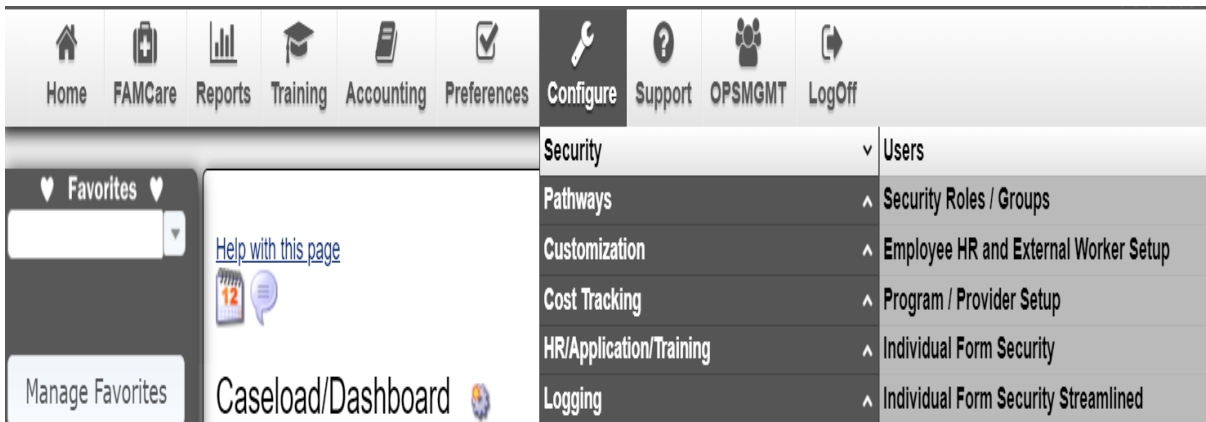 Home FAMCare Reports Training Accounting Preferences Configure Support OPSMGMT LogOff
Security Users
Favorites
Pathways Security Roles / Groups
Help with this page
Customization Employee HR and External Worker Setup
12
Cost Tracking Program / Provider Setup
HR/Application/Training Individual Form Security
Manage Favorites
Caseload/Dashboard
Logging Individual Form Security Streamlined